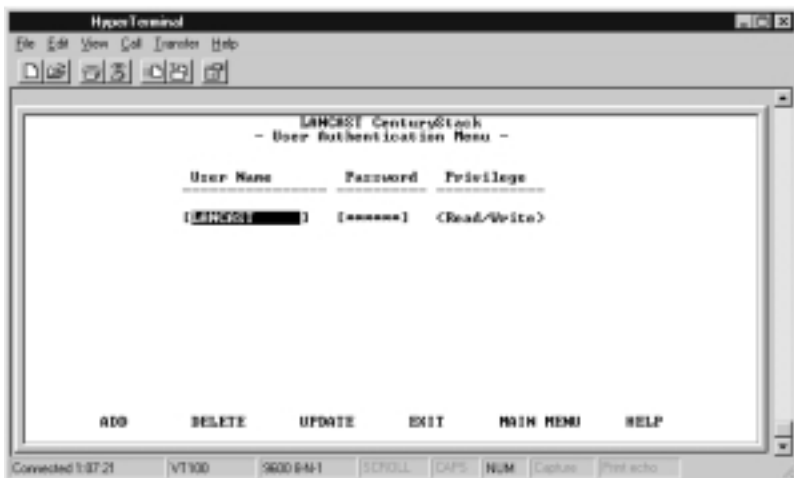 HyperTerminal
File Edit View Call Transfer Help
LANCAST CenturyStack
- User Authentication Menu -
User Name Password Privilege
[LANCAST ] [******] <Read/Write>
ADD DELETE UPDATE EXIT MAIN MENU HELP
Connected 1:07:21 VT100 9600 8-N-1 SCROLL CAPS NUM Capture Print echo